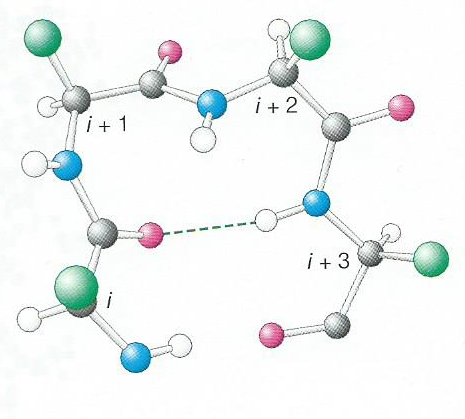 i + 1
i + 2
i + 3
i